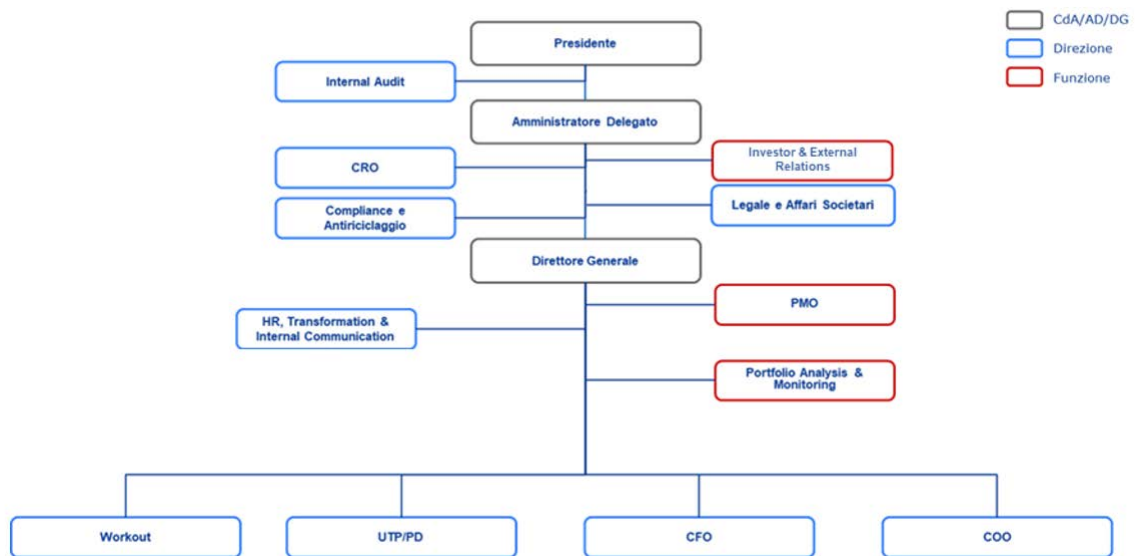 CdA/AD/DG
Direzione
Funzione
Presidente
Internal Audit
Amministratore Delegato
CRO
Investor & External
Relations
Compliance e
Antiriciclaggio
Legale e Affari Societari
Direttore Generale
PMO
HR, Transformation &
Internal Communication
Portfolio Analysis &
Monitoring
Workout
UTP/PD
CFO
COO